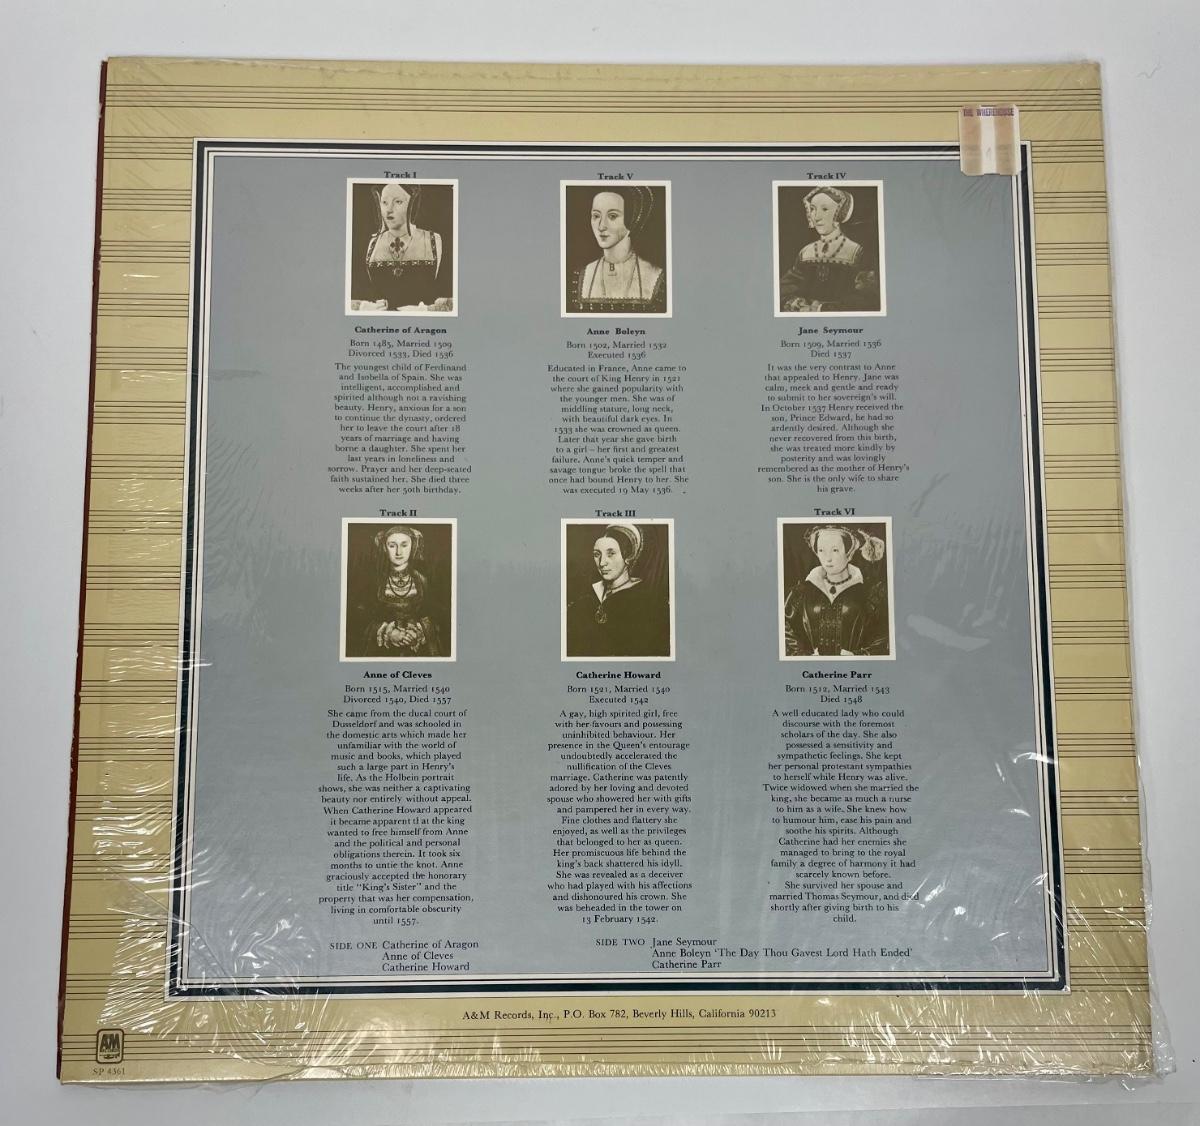 THE WHEREHOUSE
Track I
Catherine of Aragon
Born 1485, Married 1509
Divorced 1533, Died 1536
The youngest child of Ferdinand
and Isobella of Spain. She was
intelligent, accomplished and
spirited although not a ravishing
beauty. Henry, anxious for a son
to continue the dynasty, ordered
her to leave the court after 18
years of marriage and having
borne a daughter. She spent her
last years in loneliness and
sorrow. Prayer and her deep-seated
faith sustained her. She died three
weeks after her 50th birthday.
Track V
Anne Boleyn
Born 1502, Married 1532
Executed 1536
Educated in France, Anne came to
the court of King Henry in 1521
where she gained popularity with
the younger men. She was of
middling stature, long neck,
with beautiful dark eyes. In
1533 she was crowned as queen.
Later that year she gave birth
to a girl – her first and greatest
failure. Anne's quick temper and
savage tongue broke the spell that
once had bound Henry to her. She
was executed 19 May 1536.
Track IV
Jane Seymour
Born 1509, Married 1536
Died 1537
It was the very contrast to Anne
that appealed to Henry. Jane was
calm, meek and gentle and ready
to submit to her sovereign's will.
In October 1537 Henry received the
son, Prince Edward, he had so
ardently desired. Although she
never recovered from this birth,
she was treated more kindly by
posterity and was lovingly
remembered as the mother of Henry's
son. She is the only wife to share
his grave.
Track II
Anne of Cleves
Born 1515, Married 1540
Divorced 1540, Died 1557
She came from the ducal court of
Dusseldorf and was schooled in
the domestic arts which made her
unfamiliar with the world of
music and books, which played
such a large part in Henry's
life. As the Holbein portrait
shows, she was neither a captivating
beauty nor entirely without appeal.
When Catherine Howard appeared
it became apparent that the king
wanted to free himself from Anne
and the political and personal
obligations therein. It took six
months to untie the knot. Anne
graciously accepted the honorary
title "King's Sister" and the
property that was her compensation,
living in comfortable obscurity
until 1557.
Track III
Catherine Howard
Born 1521, Married 1540
Executed 1542
A gay, high spirited girl, free
with her favours and possessing
uninhibited behaviour. Her
presence in the Queen's entourage
undoubtedly accelerated the
nullification of the Cleves
marriage. Catherine was patently
adored by her loving and devoted
spouse who showered her with gifts
and pampered her in every way.
Fine clothes and flattery she
enjoyed, as well as the privileges
that belonged to her as queen.
Her promiscuous life behind the
king's back shattered his idyll.
She was revealed as a deceiver
who had played with his affections
and dishonoured his crown. She
was beheaded in the tower on
13 February 1542.
Track VI
Catherine Parr
Born 1512, Married 1543
Died 1548
A well educated lady who could
discourse with the foremost
scholars of the day. She also
possessed a sensitivity and
sympathetic feelings. She kept
her personal protestant sympathies
to herself while Henry was alive.
Twice widowed when she married the
king, she became as much a nurse
to him as a wife. She knew how
to humour him, ease his pain and
soothe his spirits. Although
Catherine had her enemies she
managed to bring to the royal
family a degree of harmony it had
scarcely known before.
She survived her spouse and
married Thomas Seymour, and died
shortly after giving birth to his
child.
SIDE ONE Catherine of Aragon
Anne of Cleves
Catherine Howard
SIDE TWO Jane Seymour
Anne Boleyn 'The Day Thou Gavest Lord Hath Ended'
Catherine Parr
A&M Records, Inc., P.O. Box 782, Beverly Hills, California 90213
AM
SP 4361